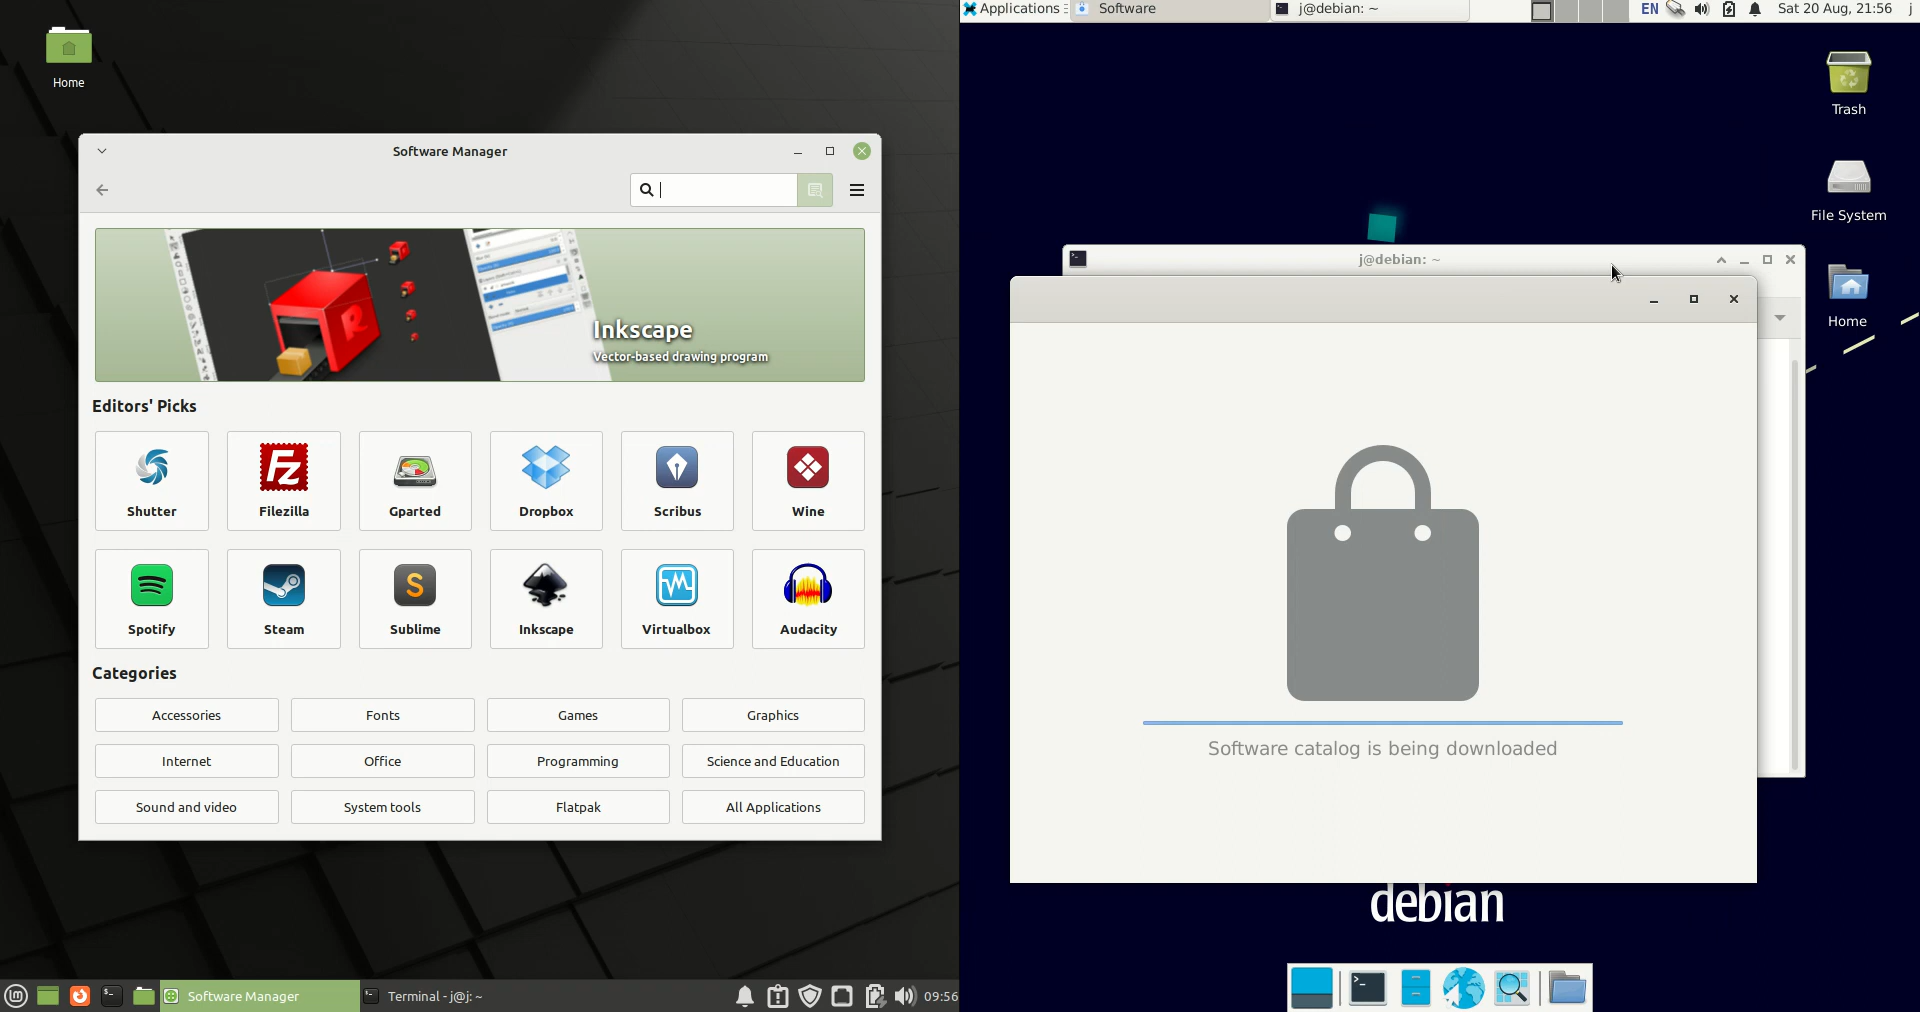 Home
Software Manager
Inkscape
Vector-based drawing program
Editors' Picks
Shutter
Filezilla
Gparted
Dropbox
Scribus
Wine
Spotify
Steam
Sublime
Inkscape
Virtualbox
Audacity
Categories
Accessories
Fonts
Games
Graphics
Internet
Office
Programming
Science and Education
Sound and video
System tools
Flatpak
All Applications
Software Manager
Terminal - j@j: ~
09:56
Applications
Software
j@debian: ~
EN
Sat 20 Aug, 21:56
j
Trash
File System
Home
j@debian: ~
Software catalog is being downloaded
debian